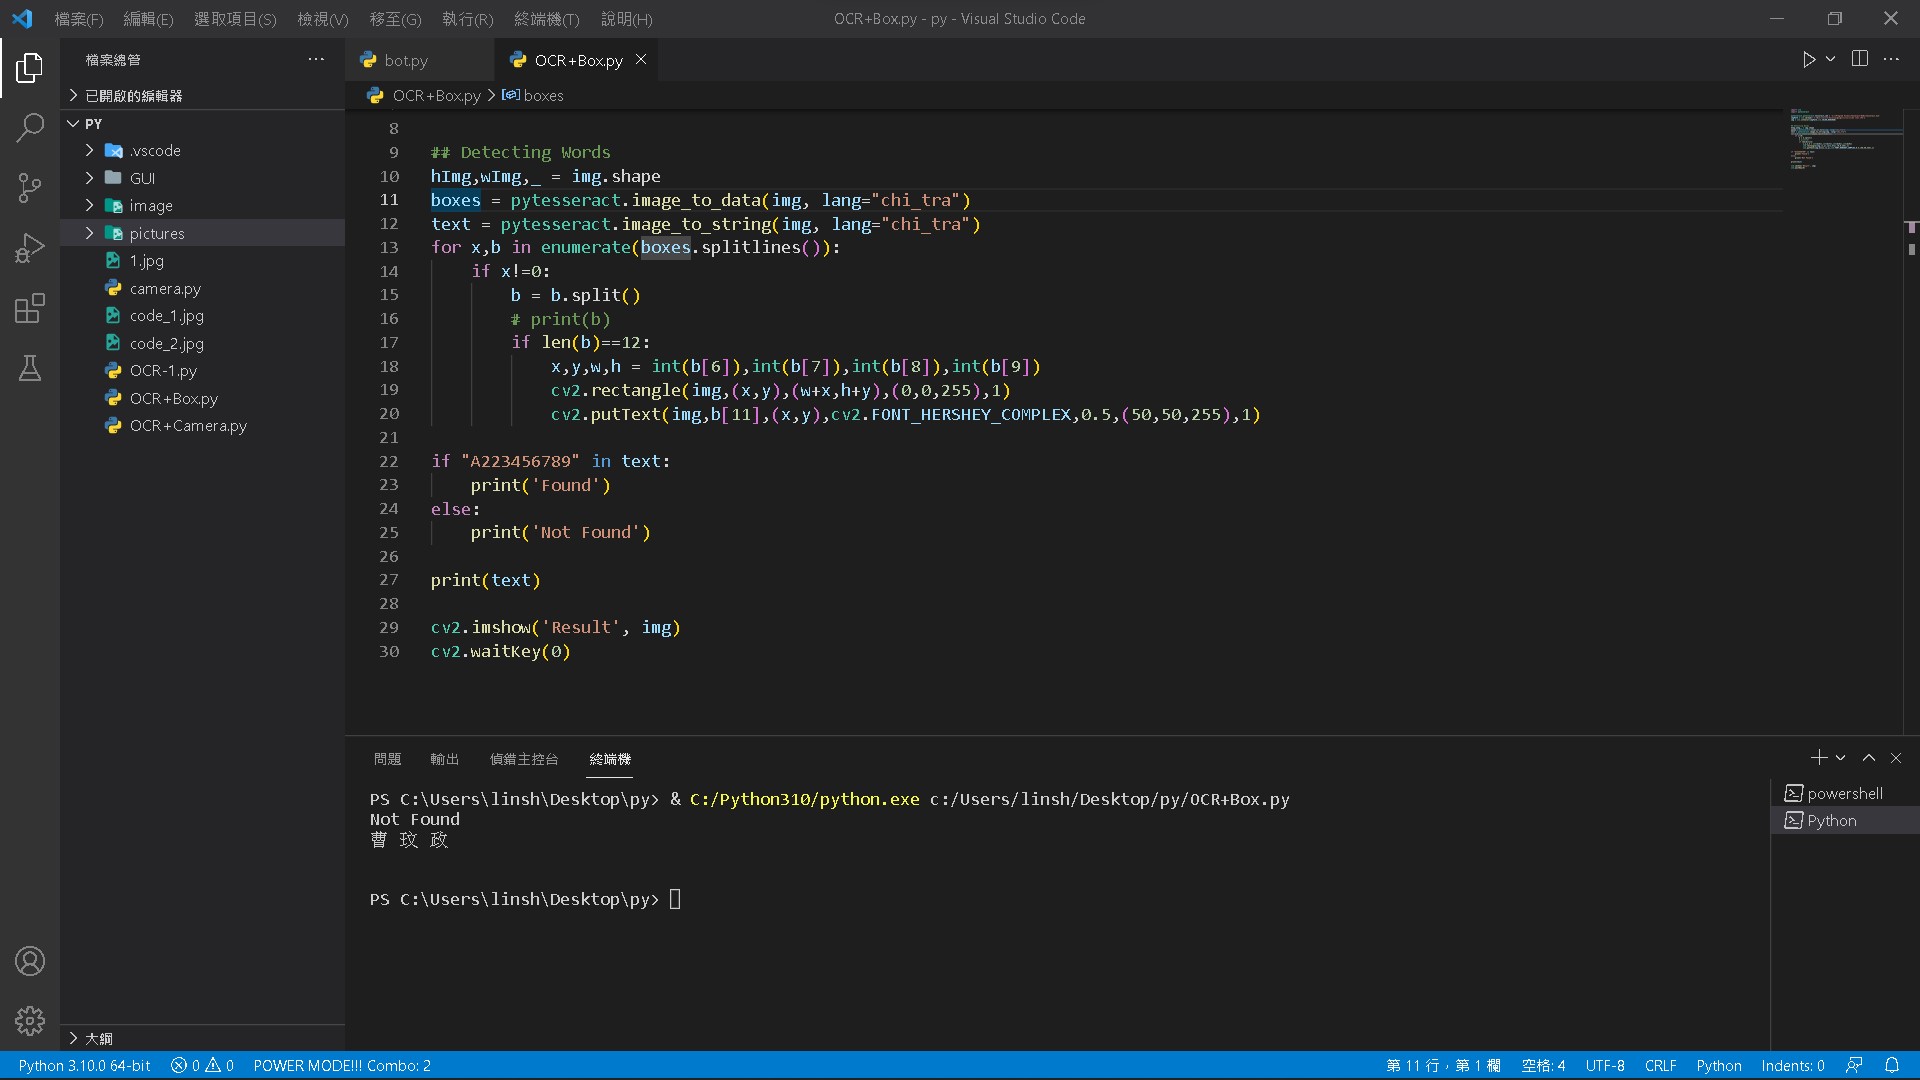 檔案(F) 編輯(E) 選取項目(S) 檢視(V) 移至(G) 執行(R) 終端機(T) 說明(H) OCR+Box.py - py - Visual Studio Code
檔案總管
已開啟的編輯器
PY
.vscode
GUI
image
pictures
1.jpg
camera.py
code_1.jpg
code_2.jpg
OCR-1.py
OCR+Box.py
OCR+Camera.py
大綱
bot.py OCR+Box.py
OCR+Box.py > boxes
8
9 ## Detecting Words
10 hImg,wImg,_ = img.shape
11 boxes = pytesseract.image_to_data(img, lang="chi_tra")
12 text = pytesseract.image_to_string(img, lang="chi_tra")
13 for x,b in enumerate(boxes.splitlines()):
14 if x!=0:
15 b = b.split()
16 # print(b)
17 if len(b)==12:
18 x,y,w,h = int(b[6]),int(b[7]),int(b[8]),int(b[9])
19 cv2.rectangle(img,(x,y),(w+x,h+y),(0,0,255),1)
20 cv2.putText(img,b[11],(x,y),cv2.FONT_HERSHEY_COMPLEX,0.5,(50,50,255),1)
21
22 if "A223456789" in text:
23 print('Found')
24 else:
25 print('Not Found')
26
27 print(text)
28
29 cv2.imshow('Result', img)
30 cv2.waitKey(0)
問題 輸出 偵錯主控台 終端機
PS C:\Users\linsh\Desktop\py> & C:/Python310/python.exe c:/Users/linsh/Desktop/py/OCR+Box.py
Not Found
曹 玟 政
PS C:\Users\linsh\Desktop\py>
powershell
Python
Python 3.10.0 64-bit 0 0 POWER MODE!!! Combo: 2 第 11 行，第 1 欄 空格: 4 UTF-8 CRLF Python Indents: 0